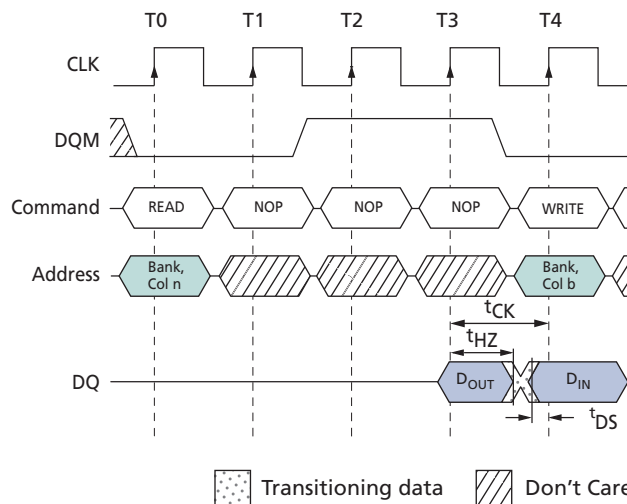 T0 T1 T2 T3 T4
CLK
DQM
Command READ NOP NOP NOP WRITE
Address Bank, Col n Bank, Col b
tCK
tHZ
DQ DOUT DIN
tDS
Transitioning data Don't Care